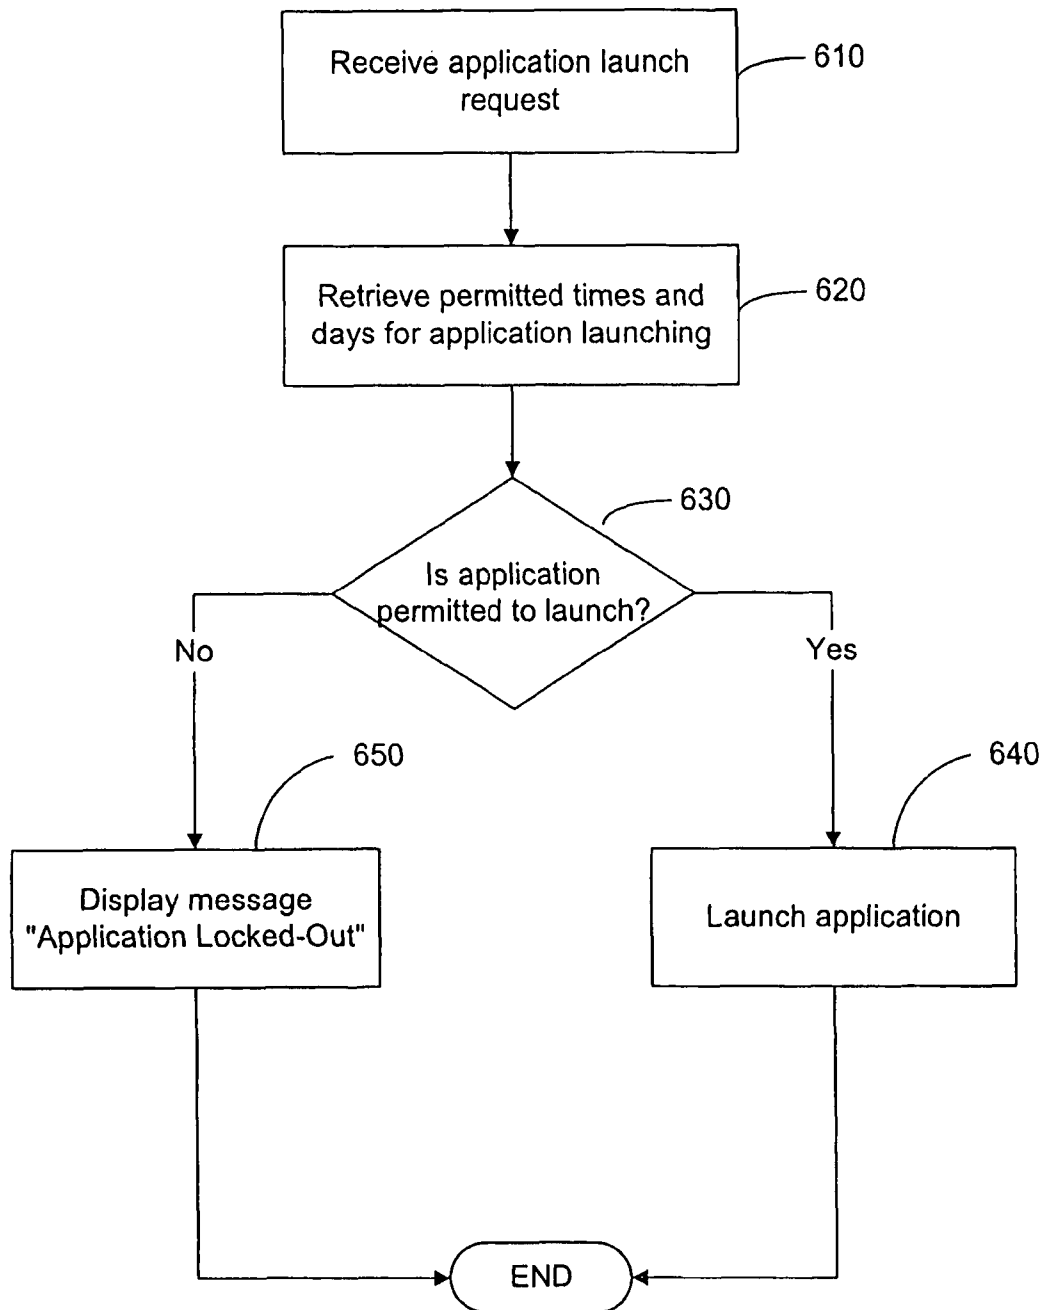 Receive application launch
request
610
Retrieve permitted times and
days for application launching
620
630
Is application
permitted to launch?
No
Yes
650
640
Display message
"Application Locked-Out"
Launch application
END